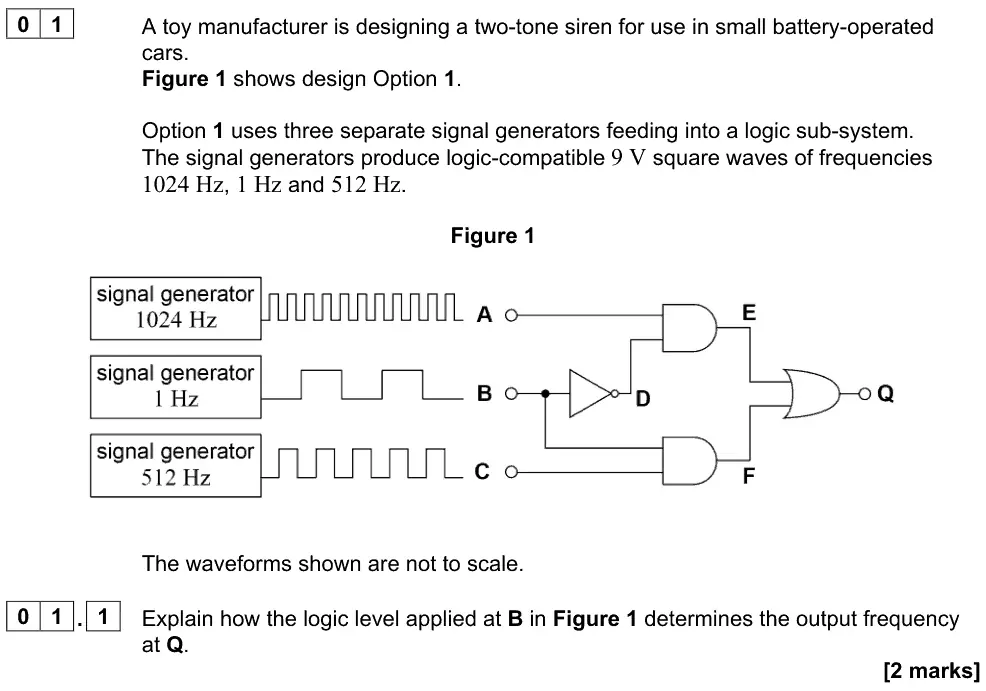 0 1 A toy manufacturer is designing a two-tone siren for use in small battery-operated
cars.
Figure 1 shows design Option 1.
Option 1 uses three separate signal generators feeding into a logic sub-system.
The signal generators produce logic-compatible 9 V square waves of frequencies
1024 Hz, 1 Hz and 512 Hz.
Figure 1
signal generator
1024 Hz
A
E
signal generator
1 Hz
B
D
Q
signal generator
512 Hz
C
F
The waveforms shown are not to scale.
0 1 . 1 Explain how the logic level applied at B in Figure 1 determines the output frequency
at Q.
[2 marks]